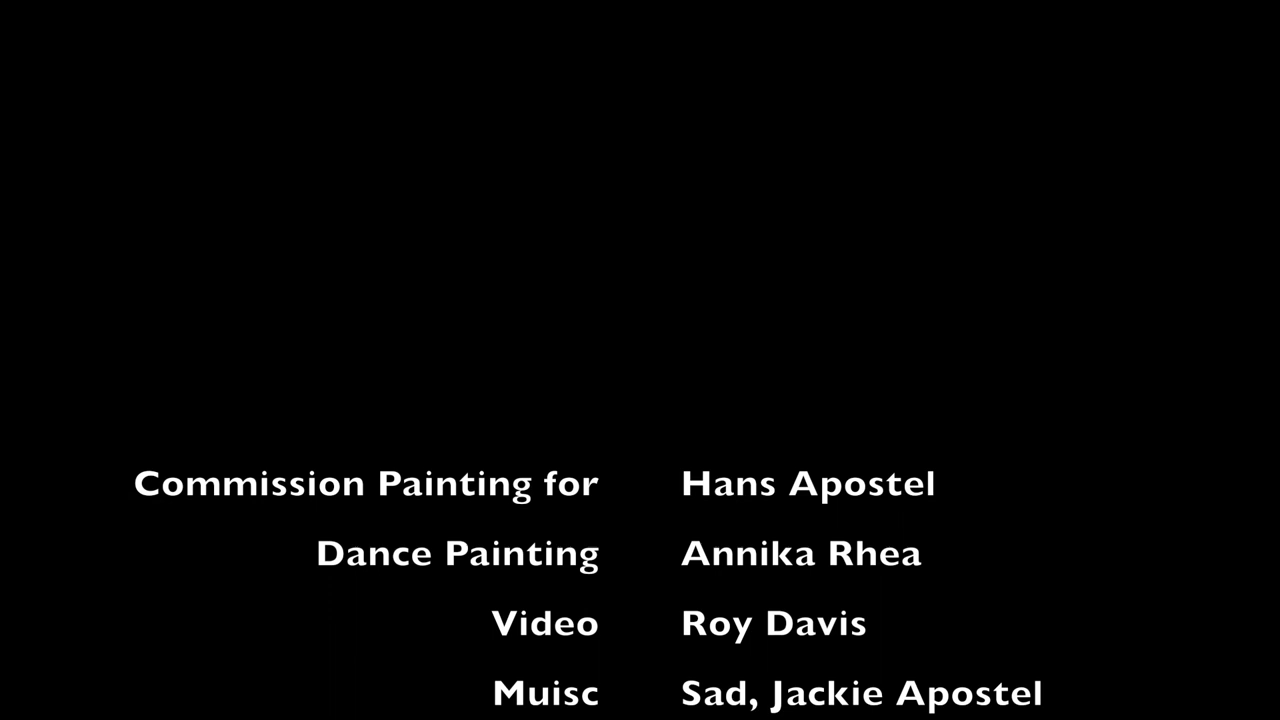 Commission Painting for Hans Apostel
Dance Painting Annika Rhea
Video Roy Davis
Muisc Sad, Jackie Apostel